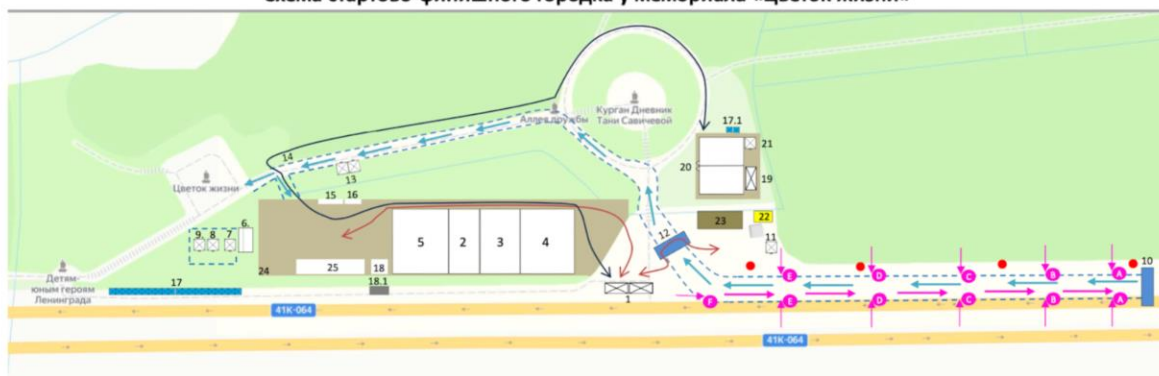 Схема стартово-финишного городка у мемориала «Цветок жизни»
Курган Дневник
Тани Савичевой
Аллея дружбы
17.1
21
20
19
14
13
Цветок жизни
15 16
23
22
12
11
9. 8 7
6.
5 2 3 4
10
E D C B A
24
25
18
18.1
1
F E D C B A
Детям-
юным героям
Ленинграда
17
41К-064
41К-064